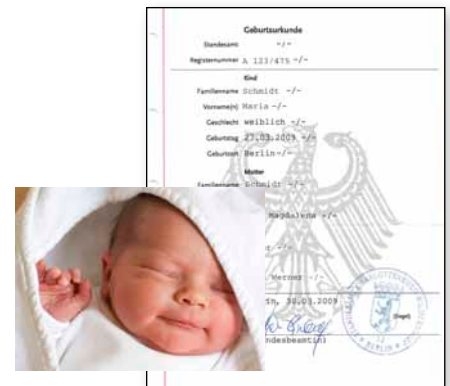 Geburtsurkunde
Standesamt -/-
Registernummer A 123/475 -/-
Kind
Familienname Schmidt -/-
Vorname(n) Maria -/-
Geschlecht weiblich -/-
Geburtstag 27.03.2009 -/-
Geburtsort Berlin -/-
Mutter
Familienname Schmidt -/-
Magdalena -/-
Werner -/-
30.03.2009
(Siegel)
BERLIN